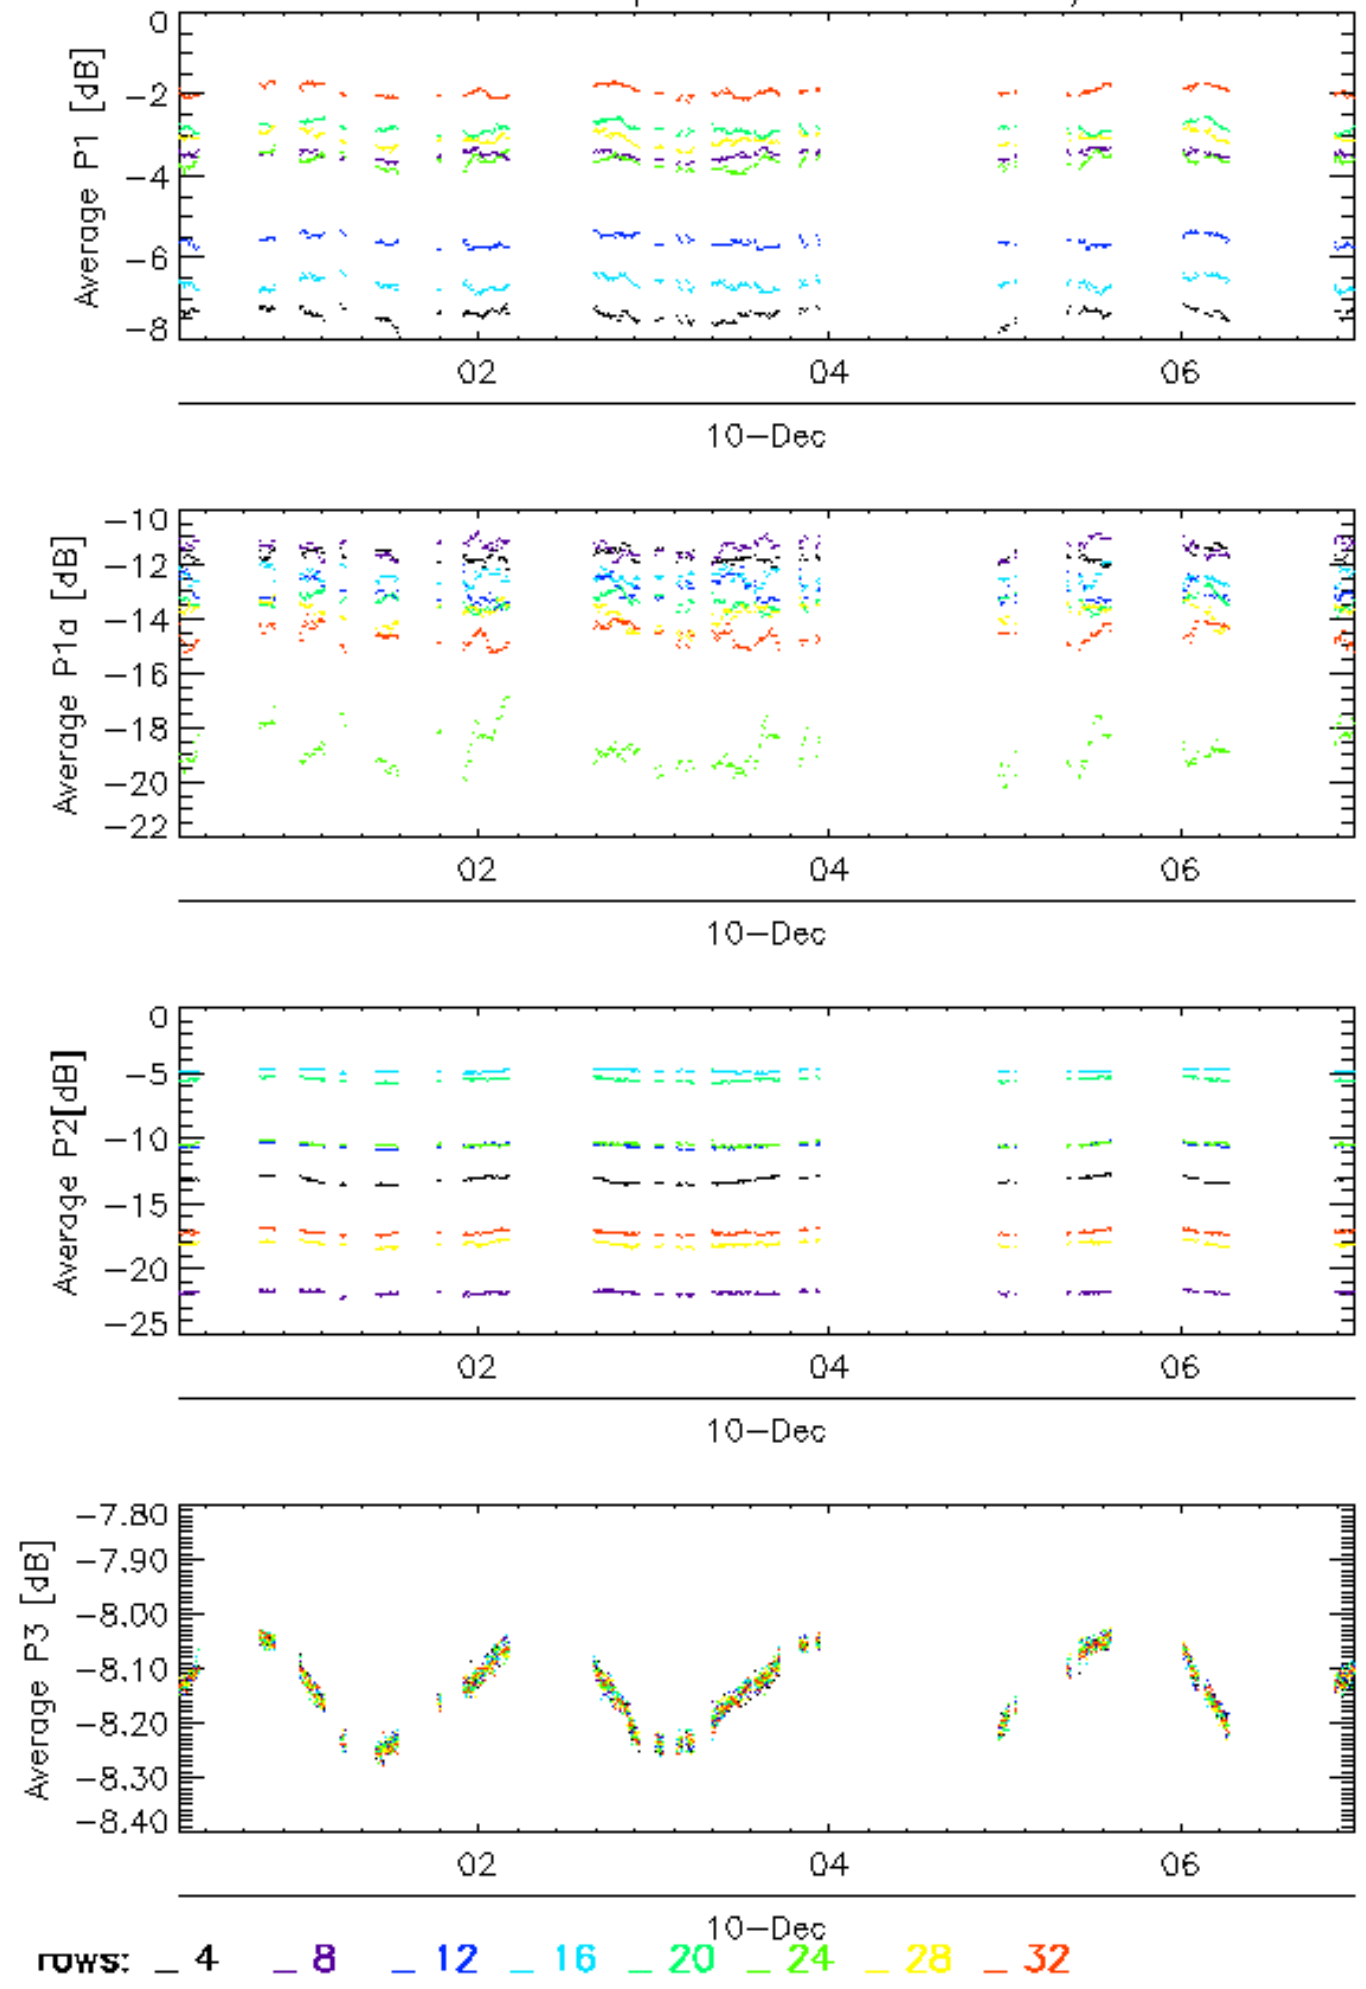 0
−2
−4
−6
−8
Average P1 [dB]
02 04 06
10−Dec
−10
−12
−14
−16
−18
−20
−22
Average P1a [dB]
02 04 06
10−Dec
0
−5
−10
−15
−20
−25
Average P2[dB]
02 04 06
10−Dec
−7.80
−7.90
−8.00
−8.10
−8.20
−8.30
−8.40
Average P3 [dB]
02 04 06
10−Dec
rows: _ 4 _ 8 _ 12 _ 16 _ 20 _ 24 _ 28 _ 32